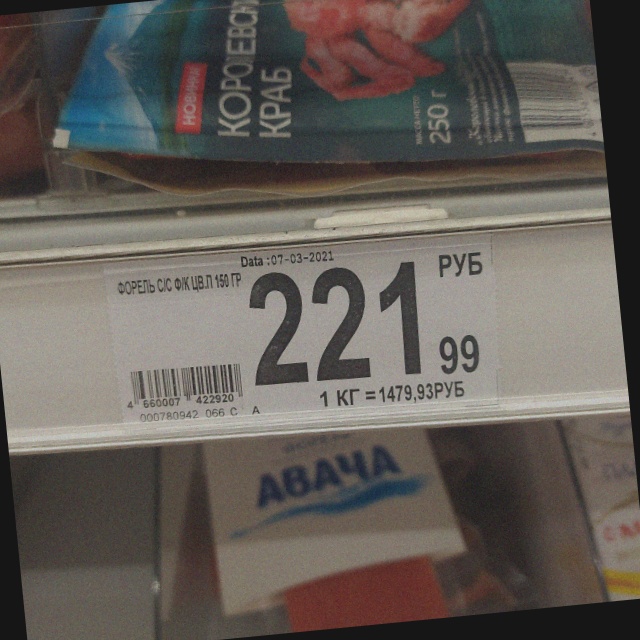 НОВИНКА
КОРОЛЕВСК
КРАБ
250 г
Data :07-03-2021
ФОРЕЛЬ С/С Ф/К ЦВ.П 150 ГР
221
РУБ
99
1 КГ =1479,93РУБ
4 660007 422920
000780942 066 C A
АВАЧА